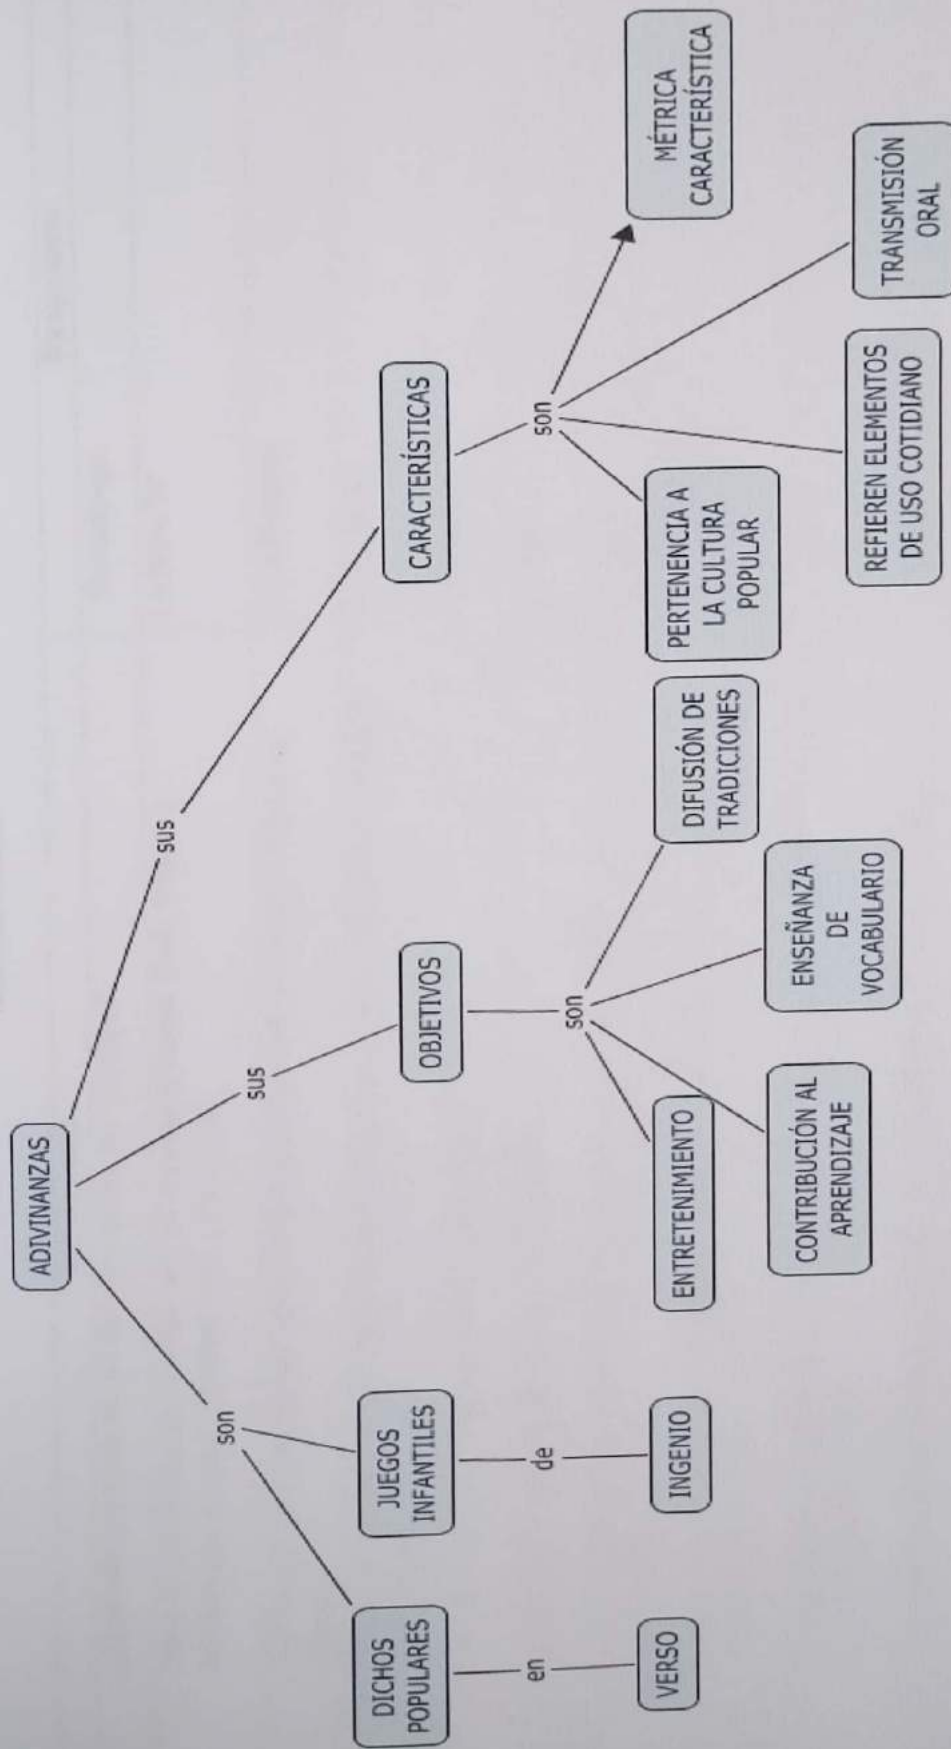 ADIVINANZAS
son
sus
sus
DICHOS
POPULARES
JUEGOS
INFANTILES
OBJETIVOS
CARACTERÍSTICAS
en
de
son
son
VERSO
INGENIO
ENTRETENIMIENTO
DIFUSIÓN DE
TRADICIONES
PERTENENCIA A
LA CULTURA
POPULAR
MÉTRICA
CARACTERÍSTICA
CONTRIBUCIÓN AL
APRENDIZAJE
ENSEÑANZA
DE
VOCABULARIO
REFIEREN ELEMENTOS
DE USO COTIDIANO
TRANSMISIÓN
ORAL